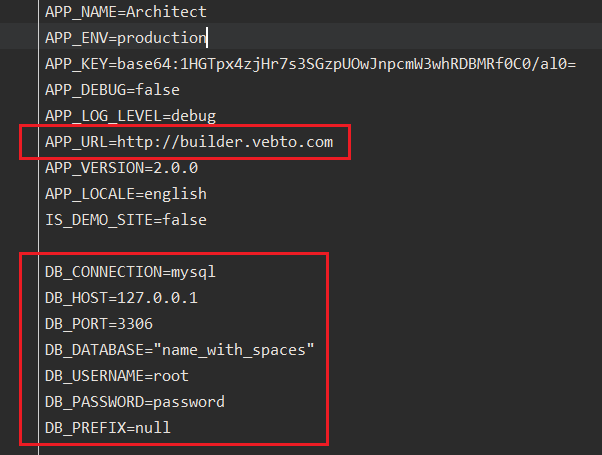 APP_NAME=Architect
APP_ENV=production
APP_KEY=base64:1HGTpx4zjHr7s3SGzpUOwJnpcmW3whRDBMRf0C0/al0=
APP_DEBUG=false
APP_LOG_LEVEL=debug
APP_URL=http://builder.vebto.com
APP_VERSION=2.0.0
APP_LOCALE=english
IS_DEMO_SITE=false
DB_CONNECTION=mysql
DB_HOST=127.0.0.1
DB_PORT=3306
DB_DATABASE="name_with_spaces"
DB_USERNAME=root
DB_PASSWORD=password
DB_PREFIX=null